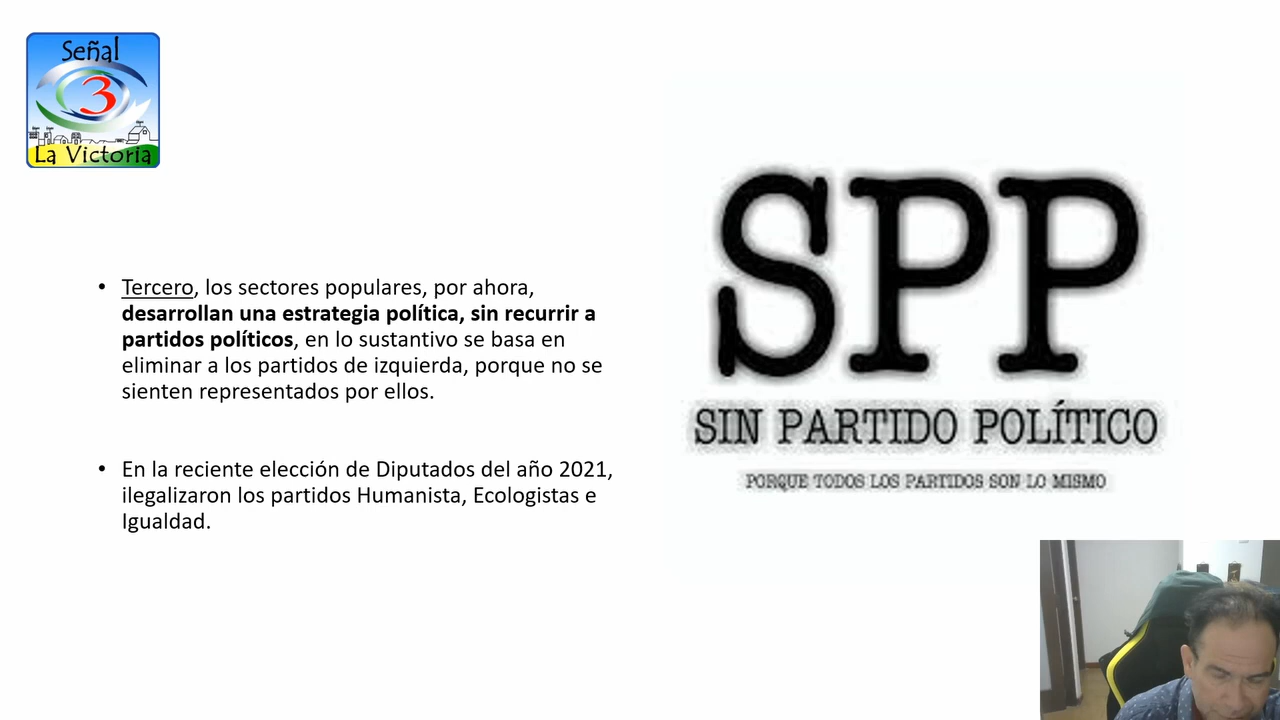 Señal
3
La Victoria
• Tercero, los sectores populares, por ahora,
desarrollan una estrategia política, sin recurrir a
partidos políticos, en lo sustantivo se basa en
eliminar a los partidos de izquierda, porque no se
sienten representados por ellos.
• En la reciente elección de Diputados del año 2021,
ilegalizaron los partidos Humanista, Ecologistas e
Igualdad.
SPP
SIN PARTIDO POLÍTICO
PORQUE TODOS LOS PARTIDOS SON LO MISMO